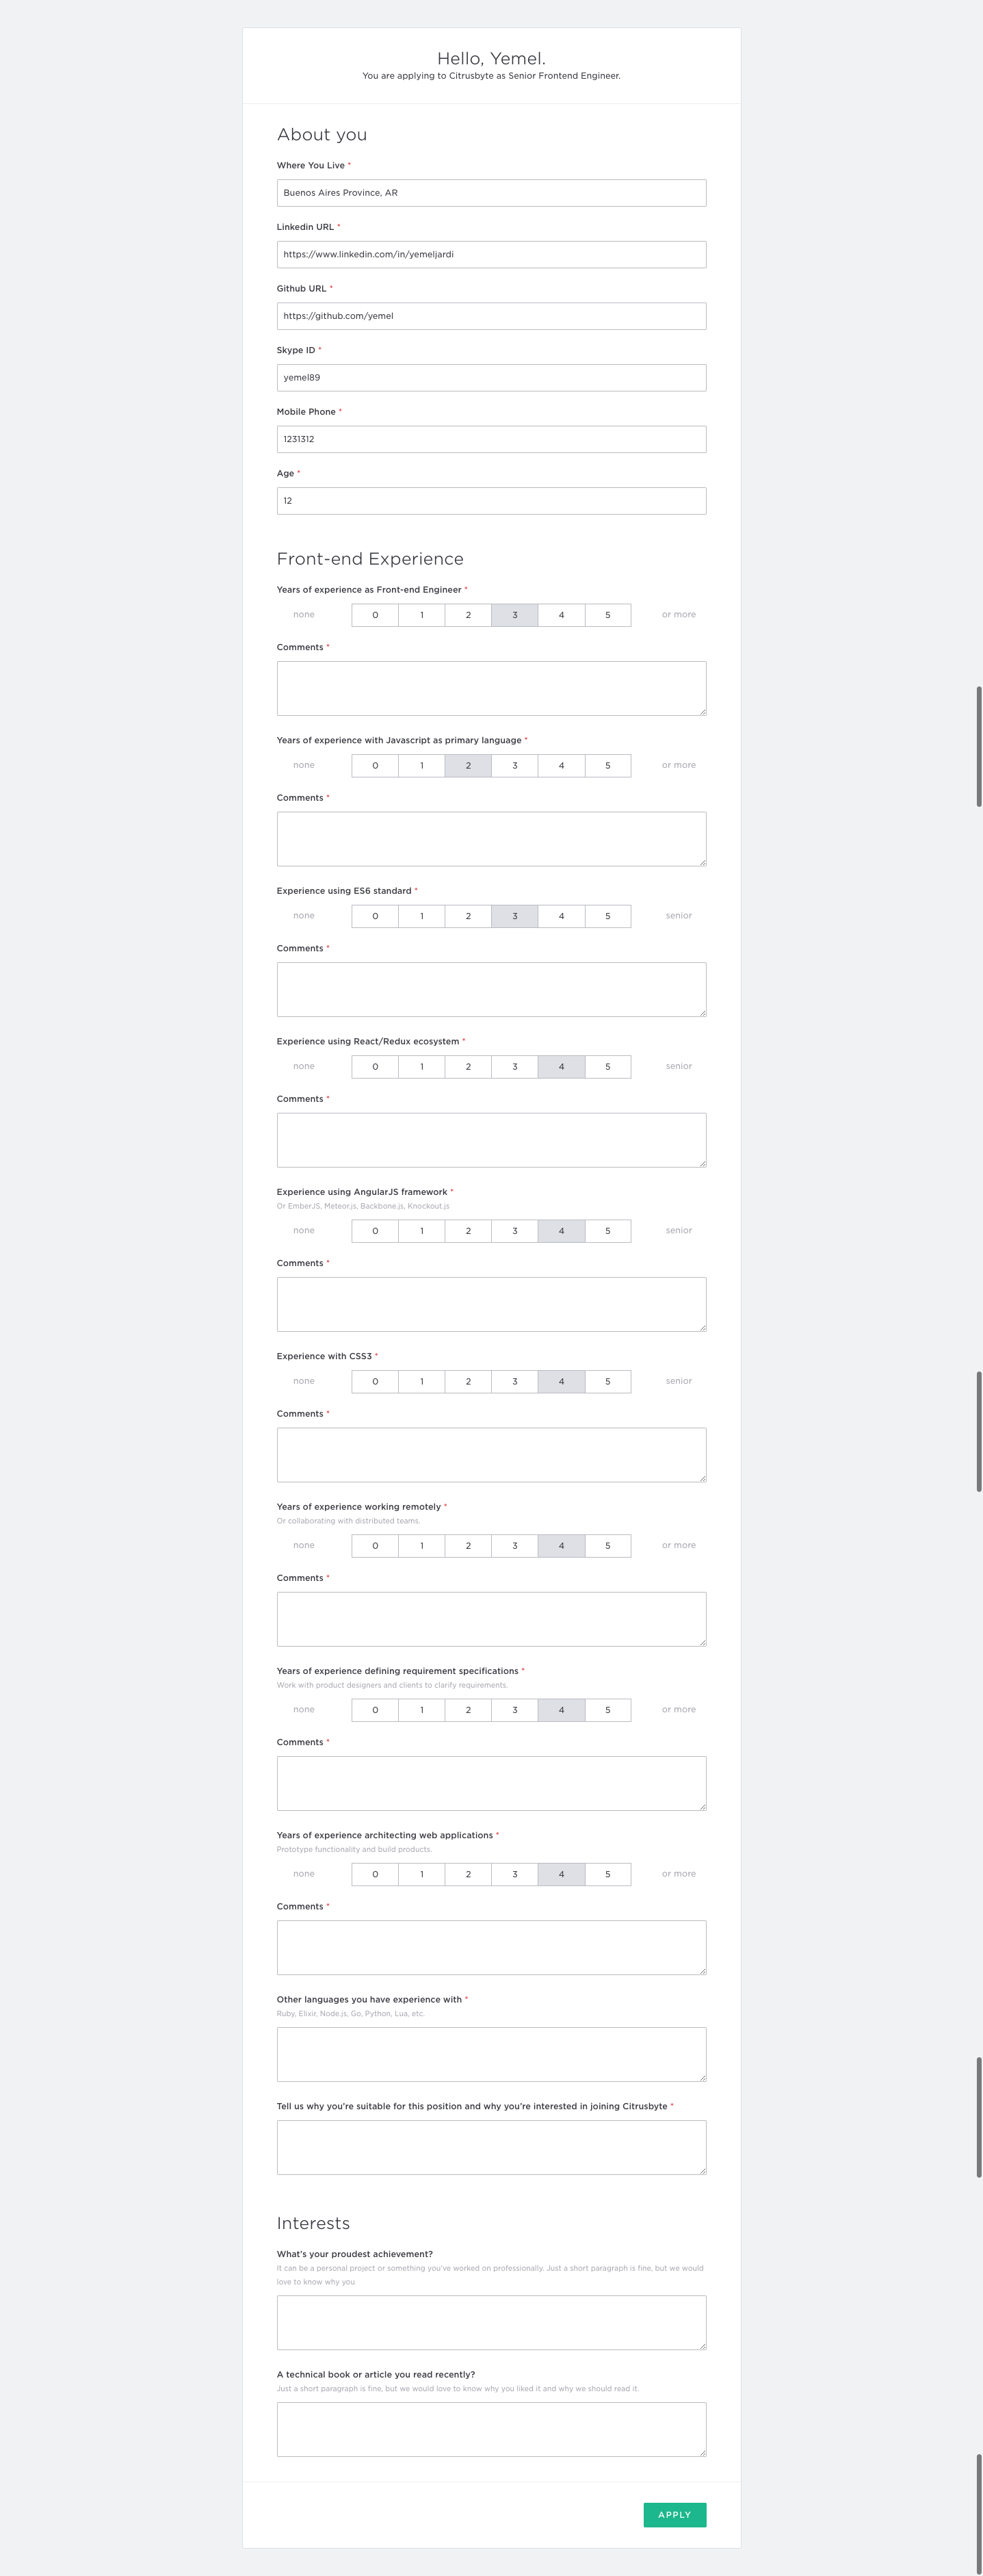 Hello, Yemel.
You are applying to Citrusbyte as Senior Frontend Engineer.
About you
Where You Live *
Buenos Aires Province, AR
Linkedin URL *
https://www.linkedin.com/in/yemeljardi
Github URL *
https://github.com/yemel
Skype ID *
yemel89
Mobile Phone *
1231312
Age *
12
Front-end Experience
Years of experience as Front-end Engineer *
none 0 1 2 3 4 5 or more
Comments *
Years of experience with Javascript as primary language *
none 0 1 2 3 4 5 or more
Comments *
Experience using ES6 standard *
none 0 1 2 3 4 5 senior
Comments *
Experience using React/Redux ecosystem *
none 0 1 2 3 4 5 senior
Comments *
Experience using AngularJS framework *
Or EmberJS, Meteor.js, Backbone.js, Knockout.js
none 0 1 2 3 4 5 senior
Comments *
Experience with CSS3 *
none 0 1 2 3 4 5 senior
Comments *
Years of experience working remotely *
Or collaborating with distributed teams.
none 0 1 2 3 4 5 or more
Comments *
Years of experience defining requirement specifications *
Work with product designers and clients to clarify requirements.
none 0 1 2 3 4 5 or more
Comments *
Years of experience architecting web applications *
Prototype functionality and build products.
none 0 1 2 3 4 5 or more
Comments *
Other languages you have experience with *
Ruby, Elixir, Node.js, Go, Python, Lua, etc.
Tell us why you're suitable for this position and why you're interested in joining Citrusbyte *
Interests
What's your proudest achievement?
It can be a personal project or something you've worked on professionally. Just a short paragraph is fine, but we would
love to know why you
A technical book or article you read recently?
Just a short paragraph is fine, but we would love to know why you liked it and why we should read it.
APPLY